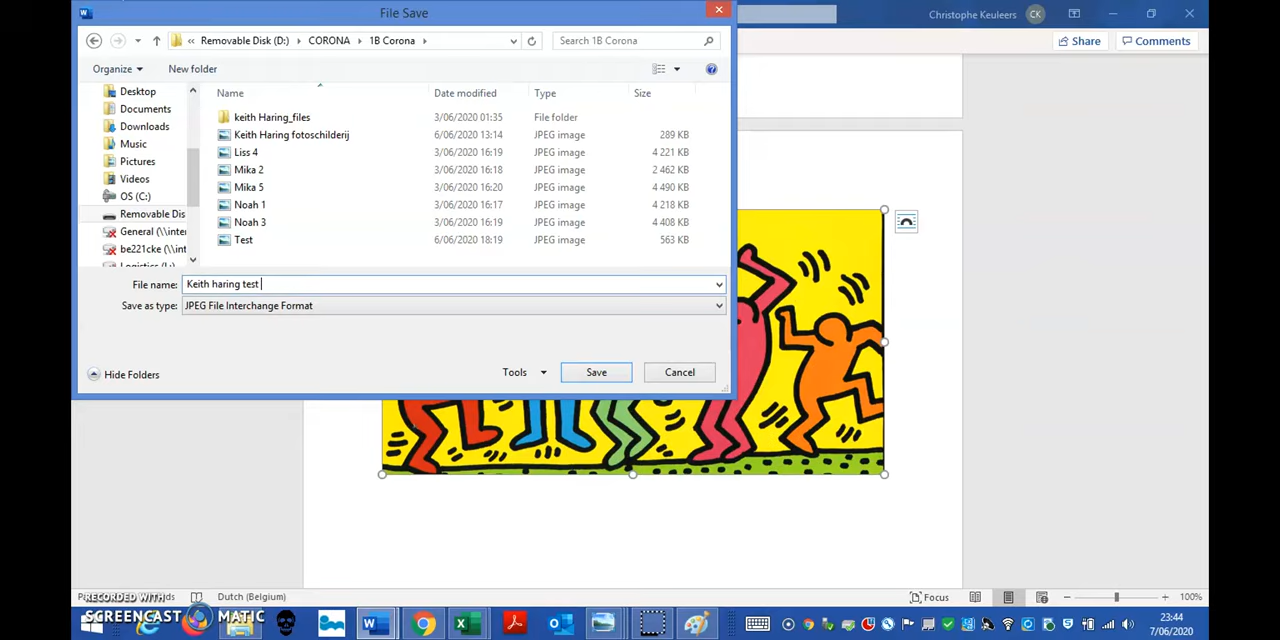 File Save
Christophe Keuleers CK
« Removable Disk (D:) CORONA 1B Corona
Search 1B Corona
Share Comments
Organize New folder
Name Date modified Type Size
Desktop
Documents
Downloads
Music
Pictures
Videos
OS (C:)
Removable Dis
General (\\inter
be221cke (\\int
keith Haring_files 3/06/2020 01:35 File folder
Keith Haring fotoschilderij 6/06/2020 13:14 JPEG image 289 KB
Liss 4 3/06/2020 16:19 JPEG image 4 221 KB
Mika 2 3/06/2020 16:18 JPEG image 2 462 KB
Mika 5 3/06/2020 16:20 JPEG image 4 490 KB
Noah 1 3/06/2020 16:17 JPEG image 4 218 KB
Noah 3 3/06/2020 16:19 JPEG image 4 408 KB
Test 6/06/2020 18:19 JPEG image 563 KB
File name: Keith haring test
Save as type: JPEG File Interchange Format
Hide Folders Tools Save Cancel
Dutch (Belgium) Focus 100%
RECORDED WITH
SCREENCAST MATIC
23:44
7/06/2020